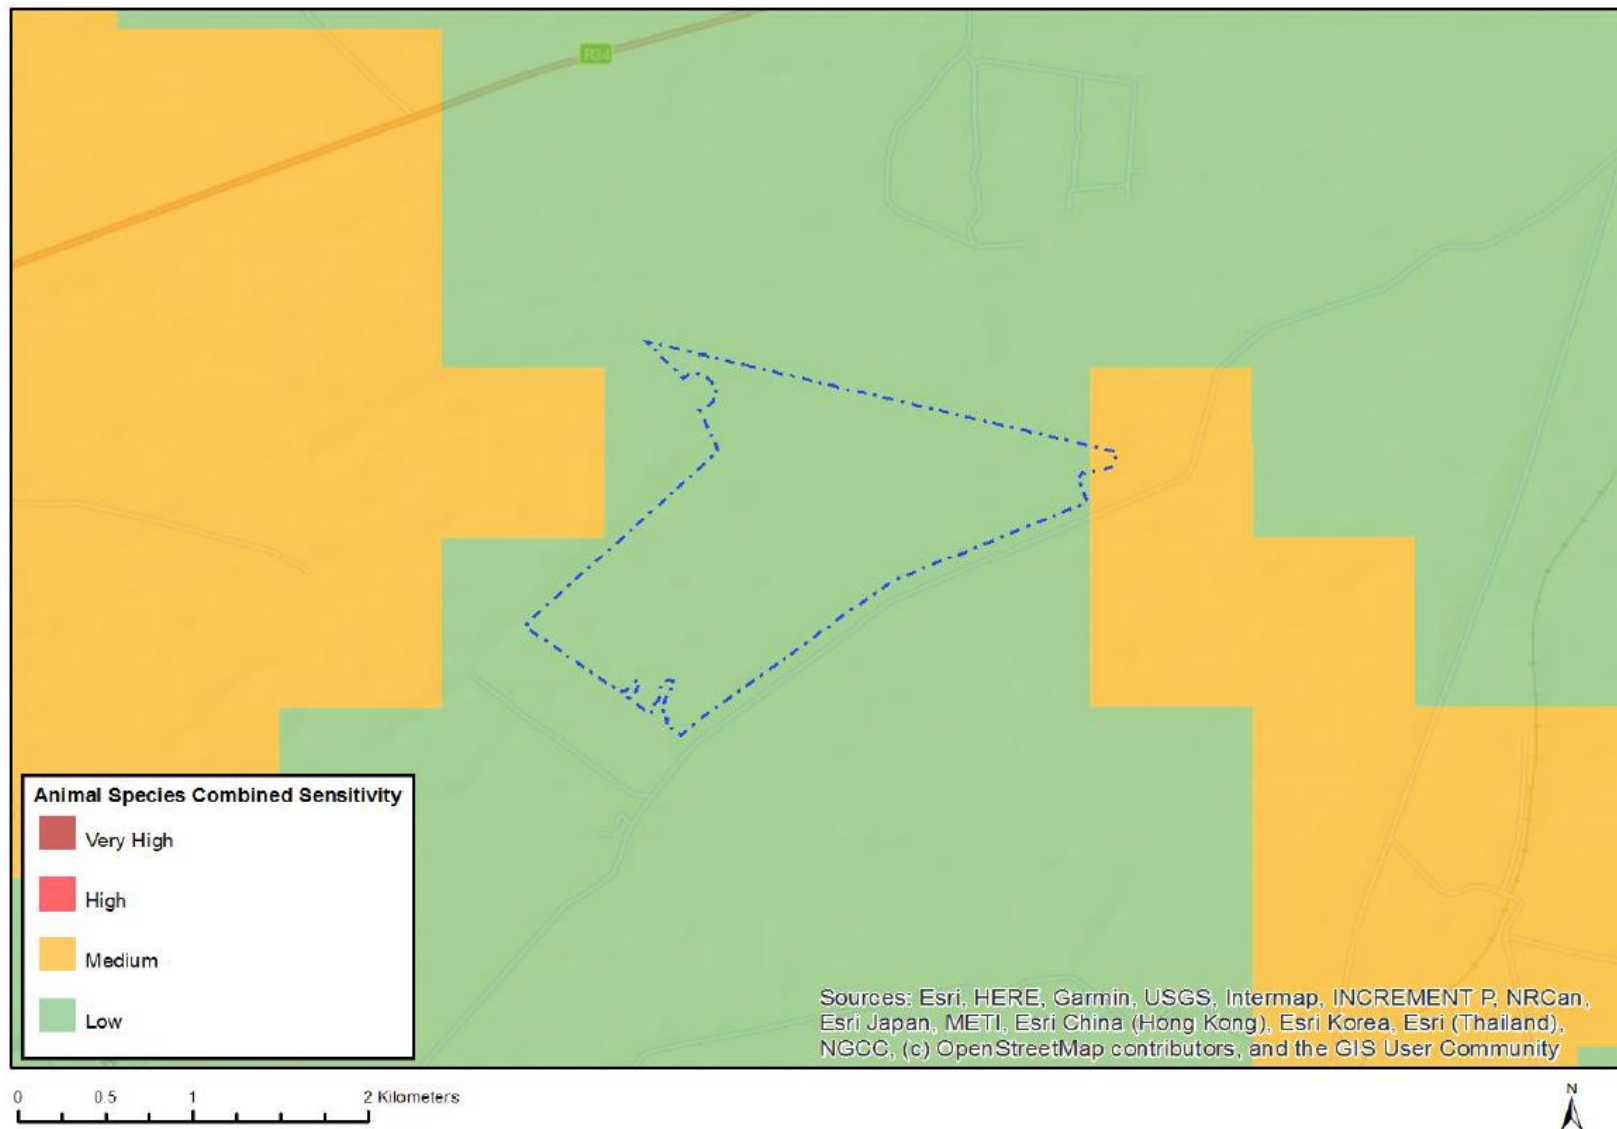 R34
Animal Species Combined Sensitivity
Very High
High
Medium
Low
Sources: Esri, HERE, Garmin, USGS, Intermap, INCREMENT P, NRCan,
Esri Japan, METI, Esri China (Hong Kong), Esri Korea, Esri (Thailand),
NGCC, (c) OpenStreetMap contributors, and the GIS User Community
0 0.5 1 2 Kilometers
N